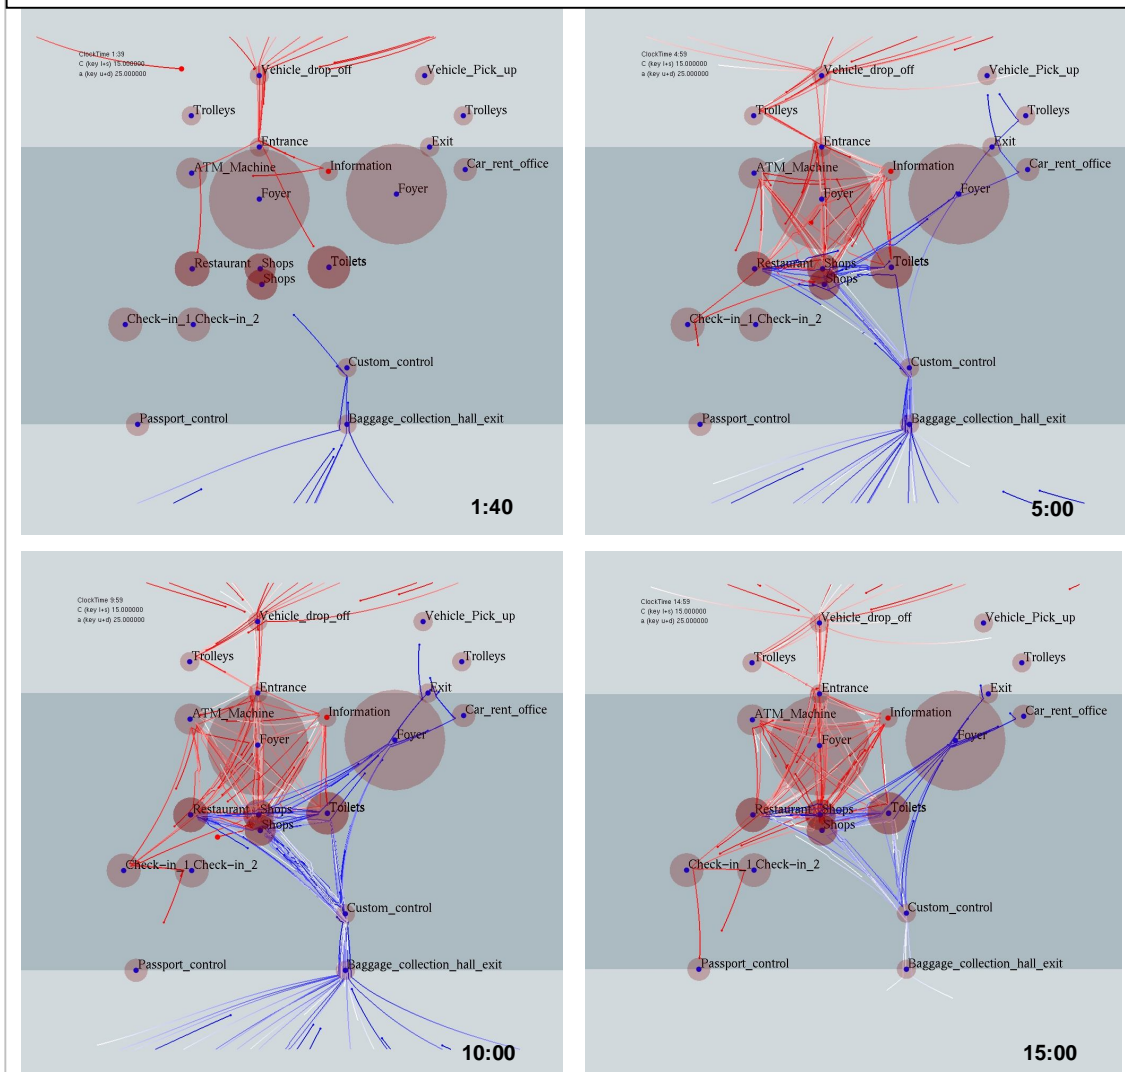 ClockTime 1:39
C (key l+s) 15.000000
a (key u+d) 25.000000
Vehicle_drop_off
Vehicle_Pick_up
Trolleys
Trolleys
Entrance
Exit
ATM_Machine
Information
Car_rent_office
Foyer
Foyer
Restaurant
Shops
Toilets
Shops
Check-in_1
Check-in_2
Custom_control
Passport_control
Baggage_collection_hall_exit
1:40
ClockTime 4:59
C (key l+s) 15.000000
a (key u+d) 25.000000
Vehicle_drop_off
Vehicle_Pick_up
Trolleys
Trolleys
Entrance
Exit
ATM_Machine
Information
Car_rent_office
Foyer
Foyer
Restaurant
Shops
Toilets
Shops
Check-in_1
Check-in_2
Custom_control
Passport_control
Baggage_collection_hall_exit
5:00
ClockTime 9:59
C (key l+s) 15.000000
a (key u+d) 25.000000
Vehicle_drop_off
Vehicle_Pick_up
Trolleys
Trolleys
Entrance
Exit
ATM_Machine
Information
Car_rent_office
Foyer
Foyer
Restaurant
Shops
Toilets
Shops
Check-in_1
Check-in_2
Custom_control
Passport_control
Baggage_collection_hall_exit
10:00
ClockTime 14:59
C (key l+s) 15.000000
a (key u+d) 25.000000
Vehicle_drop_off
Vehicle_Pick_up
Trolleys
Trolleys
Entrance
Exit
ATM_Machine
Information
Car_rent_office
Foyer
Foyer
Restaurant
Shops
Toilets
Shops
Check-in_1
Check-in_2
Custom_control
Passport_control
Baggage_collection_hall_exit
15:00